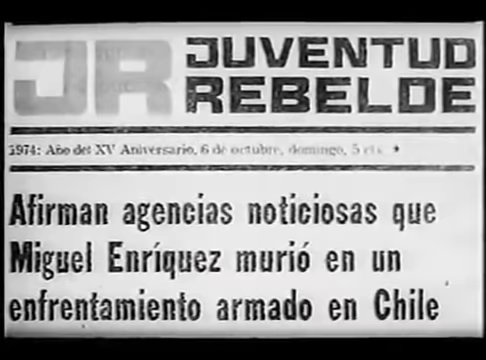 JR JUVENTUD
REBELDE
1974: Año del XV Aniversario, 6 de octubre, domingo, 5 cts. *
Afirman agencias noticiosas que
Miguel Enríquez murió en un
enfrentamiento armado en Chile